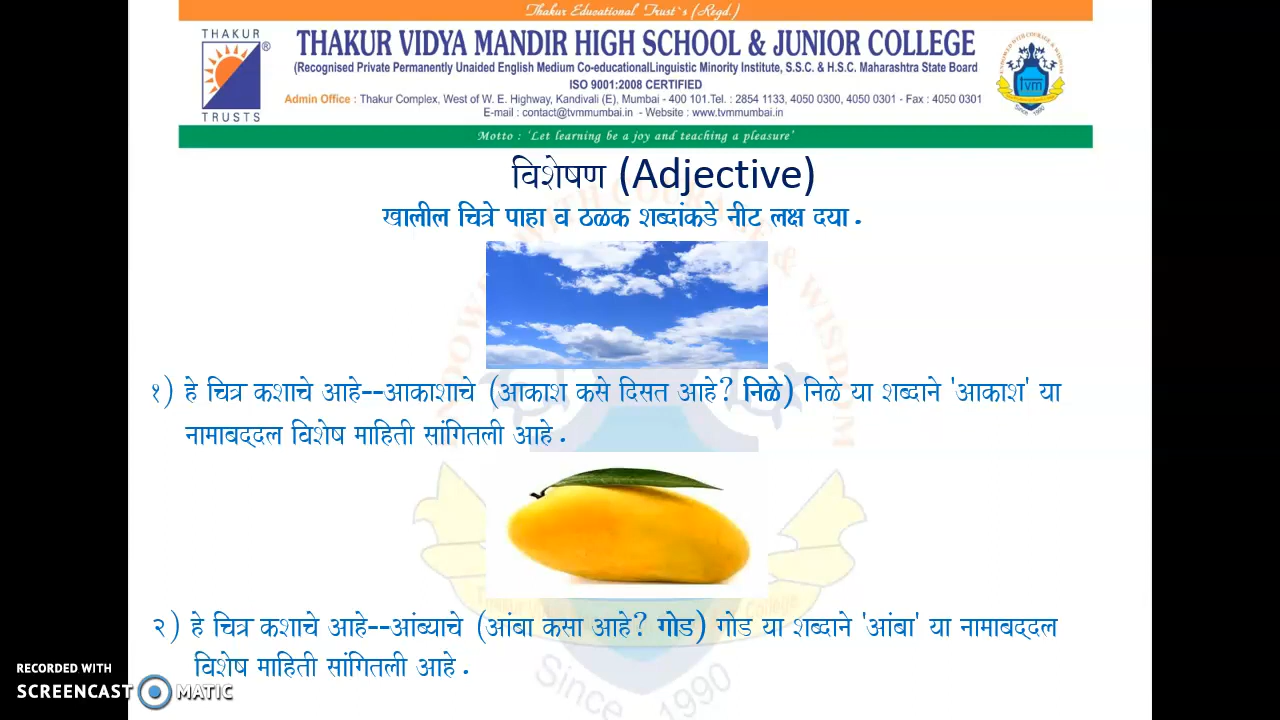 Thakur Educational Trust`s (Regd.)
THAKUR
TRUSTS
THAKUR VIDYA MANDIR HIGH SCHOOL & JUNIOR COLLEGE
(Recognised Private Permanently Unaided English Medium Co-educationalLinguistic Minority Institute, S.S.C. & H.S.C. Maharashtra State Board
ISO 9001:2008 CERTIFIED
Admin Office : Thakur Complex, West of W. E. Highway, Kandivali (E), Mumbai - 400 101.Tel. : 2854 1133, 4050 0300, 4050 0301 - Fax : 4050 0301
E-mail : contact@tvmmumbai.in - Website : www.tvmmumbai.in
tvm
Since 1990
Motto : 'Let learning be a joy and teaching a pleasure'
विशेषण (Adjective)
खालील चित्रे पाहा व ठळक शब्दांकडे नीट लक्ष दया.
१) हे चित्र कशाचे आहे--आकाशाचे (आकाश कसे दिसत आहे? निळे) निळे या शब्दाने 'आकाश' या
नामाबद्दल विशेष माहिती सांगितली आहे.
२) हे चित्र कशाचे आहे--आंब्याचे (आंबा कसा आहे? गोड) गोड या शब्दाने 'आंबा' या नामाबद्दल
विशेष माहिती सांगितली आहे.
Since 1990
RECORDED WITH
SCREENCAST MATIC